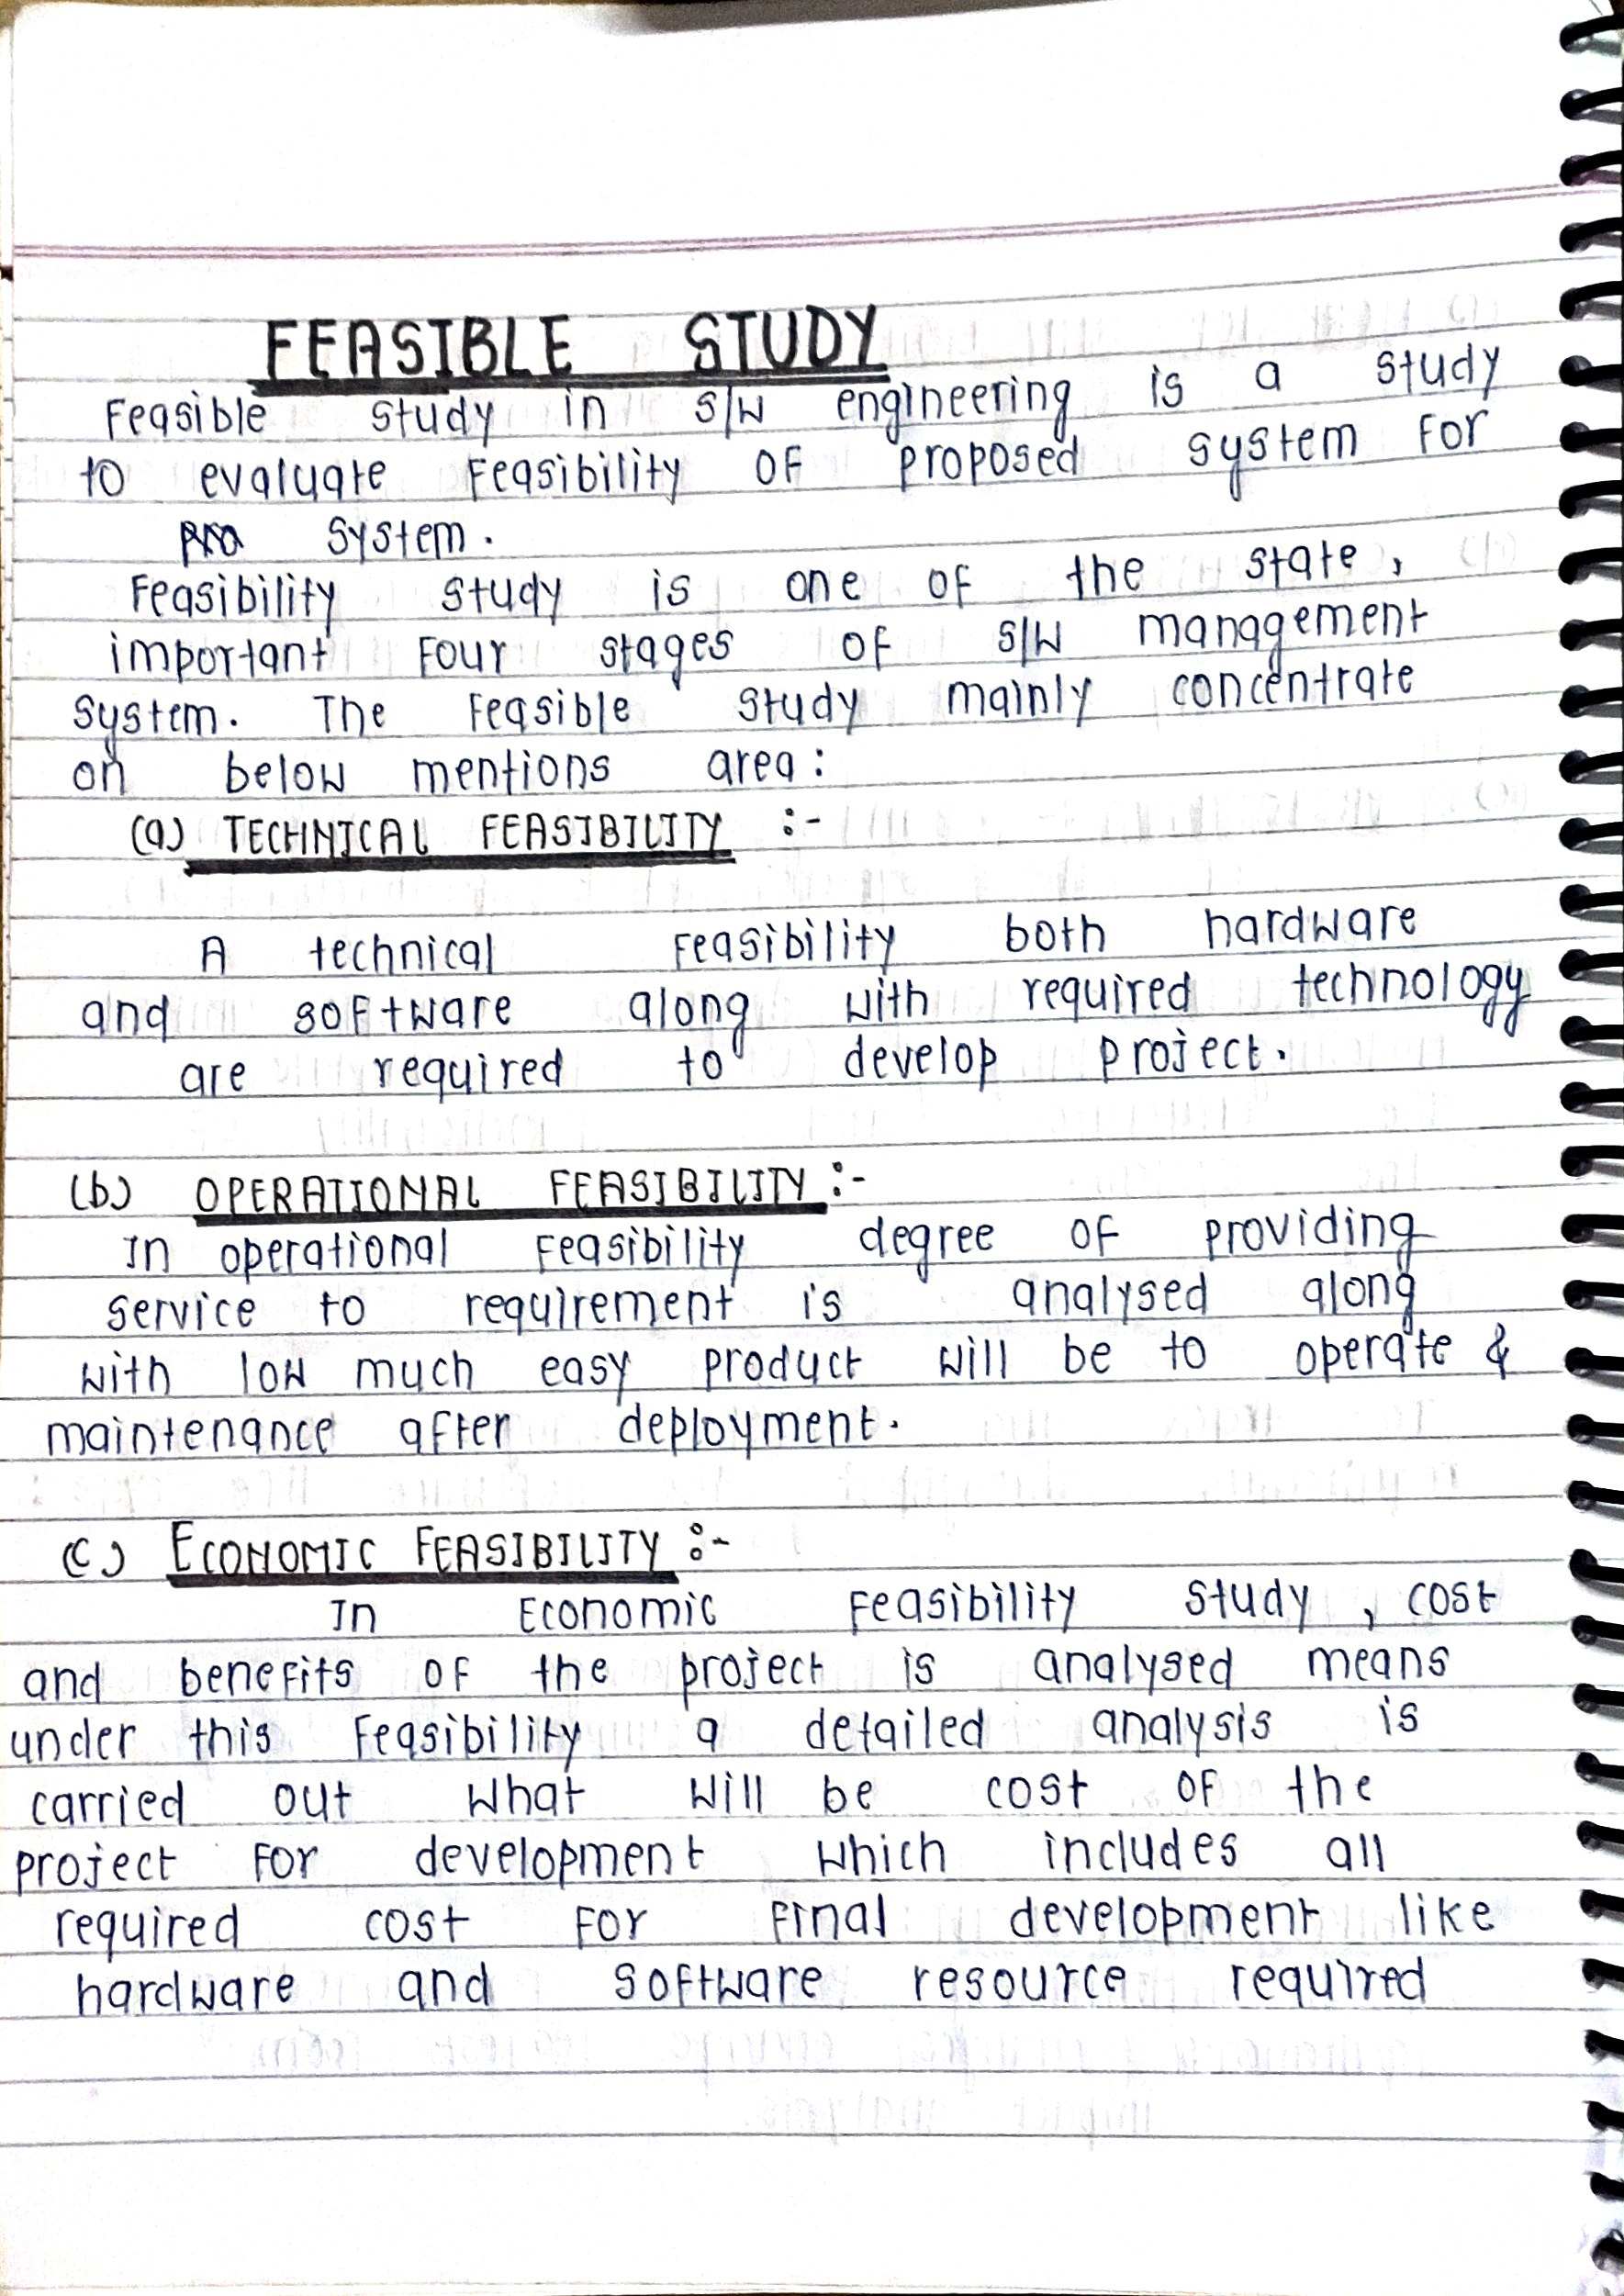 FEASIBLE STUDY
Feasible study in S/W engineering is a study
to evaluate Feasibility of proposed system for
system.
Feasibility study is one of the state,
important Four stages of S/W management
system. The Feasible study mainly concentrate
on below mentions area:
(a) TECHNICAL FEASIBILITY :-
A technical Feasibility both hardware
and software along with required technology
are required to develop project.
(b) OPERATIONAL FEASIBILITY :-
In operational Feasibility degree of providing
service to requirement is analysed along
with low much easy product will be to operate &
maintenance after deployment.
(c) ECONOMIC FEASIBILITY :-
In Economic Feasibility study, cost
and benefits of the project is analysed means
under this Feasibility a detailed analysis is
carried out what will be cost of the
project for development which includes all
required cost for final development like
hardware and software resource required